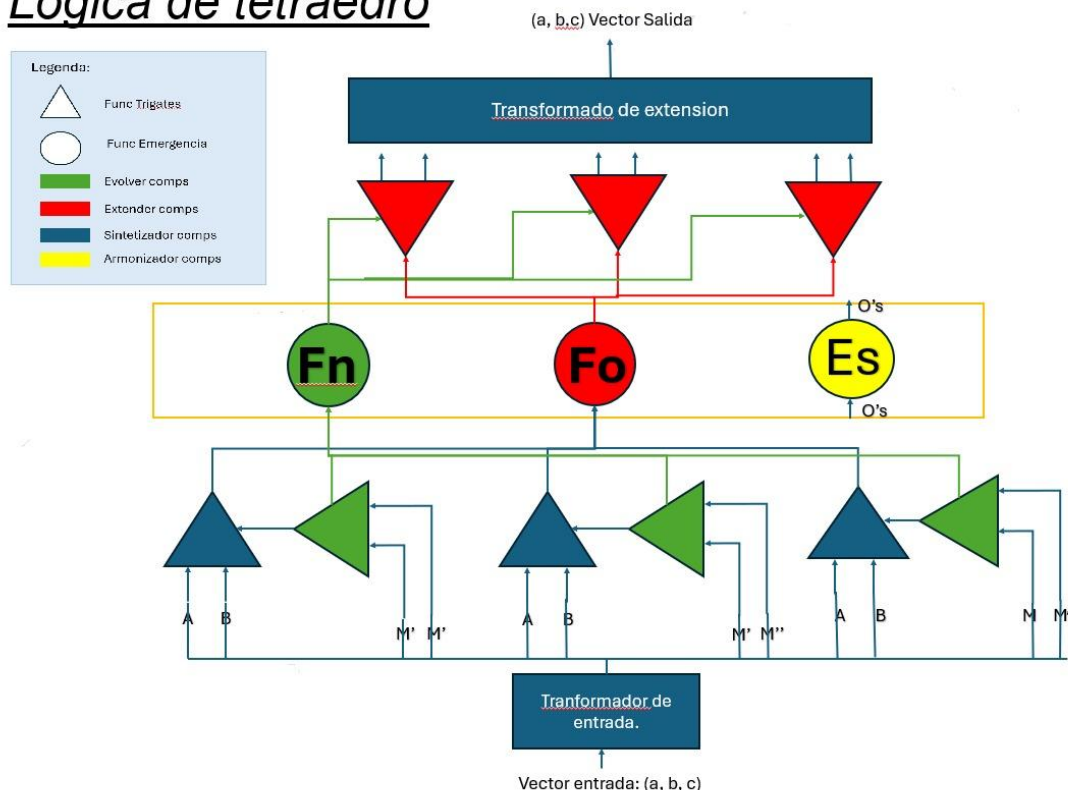 Lógica de tetraedro
(a, b,c) Vector Salida
Legenda:
Func Trigates
Func Emergencia
Evolver comps
Extender comps
Sintetizador comps
Armonizador comps
Transformado de extension
O's
Fn
Fo
Es
O's
A B M' M'
A B M' M''
A B M
Tranformador de
entrada.
Vector entrada: (a, b, c)